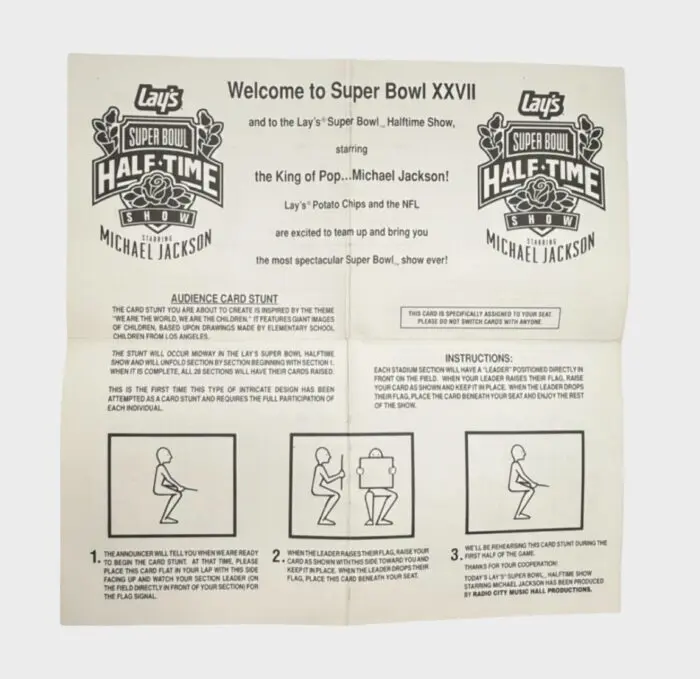 Lay's
SUPER BOWL
HALF·TIME
SHOW
STARRING
MICHAEL JACKSON
Welcome to Super Bowl XXVII
and to the Lay's® Super Bowl_ Halftime Show,
starring
the King of Pop...Michael Jackson!
Lay's® Potato Chips and the NFL
are excited to team up and bring you
the most spectacular Super Bowl_ show ever!
Lay's
SUPER BOWL
HALF·TIME
SHOW
STARRING
MICHAEL JACKSON
AUDIENCE CARD STUNT
THE CARD STUNT YOU ARE ABOUT TO CREATE IS INSPIRED BY THE THEME
"WE ARE THE WORLD, WE ARE THE CHILDREN." IT FEATURES GIANT IMAGES
OF CHILDREN, BASED UPON DRAWINGS MADE BY ELEMENTARY SCHOOL
CHILDREN FROM LOS ANGELES.
THE STUNT WILL OCCUR MIDWAY IN THE LAY'S SUPER BOWL HALFTIME
SHOW AND WILL UNFOLD SECTION BY SECTION BEGINNING WITH SECTION 1.
WHEN IT IS COMPLETE, ALL 28 SECTIONS WILL HAVE THEIR CARDS RAISED.
THIS IS THE FIRST TIME THIS TYPE OF INTRICATE DESIGN HAS BEEN
ATTEMPTED AS A CARD STUNT AND REQUIRES THE FULL PARTICIPATION OF
EACH INDIVIDUAL.
THIS CARD IS SPECIFICALLY ASSIGNED TO YOUR SEAT.
PLEASE DO NOT SWITCH CARDS WITH ANYONE.
INSTRUCTIONS:
EACH STADIUM SECTION WILL HAVE A "LEADER" POSITIONED DIRECTLY IN
FRONT ON THE FIELD. WHEN YOUR LEADER RAISES THEIR FLAG, RAISE
YOUR CARD AS SHOWN AND KEEP IT IN PLACE. WHEN THE LEADER DROPS
THEIR FLAG, PLACE THE CARD BENEATH YOUR SEAT AND ENJOY THE REST
OF THE SHOW.
1. THE ANNOUNCER WILL TELL YOU WHEN WE ARE READY
TO BEGIN THE CARD STUNT. AT THAT TIME, PLEASE
PLACE THIS CARD FLAT IN YOUR LAP WITH THIS SIDE
FACING UP AND WATCH YOUR SECTION LEADER (ON
THE FIELD DIRECTLY IN FRONT OF YOUR SECTION) FOR
THE FLAG SIGNAL.
2. WHEN THE LEADER RAISES THEIR FLAG, RAISE YOUR
CARD AS SHOWN WITH THIS SIDE TOWARD YOU AND
KEEP IT IN PLACE. WHEN THE LEADER DROPS THEIR
FLAG, PLACE THIS CARD BENEATH YOUR SEAT.
3. WE'LL BE REHEARSING THIS CARD STUNT DURING THE
FIRST HALF OF THE GAME.
THANKS FOR YOUR COOPERATION!
TODAY'S LAY'S® SUPER BOWL_ HALFTIME SHOW
STARRING MICHAEL JACKSON HAS BEEN PRODUCED
BY RADIO CITY MUSIC HALL PRODUCTIONS.